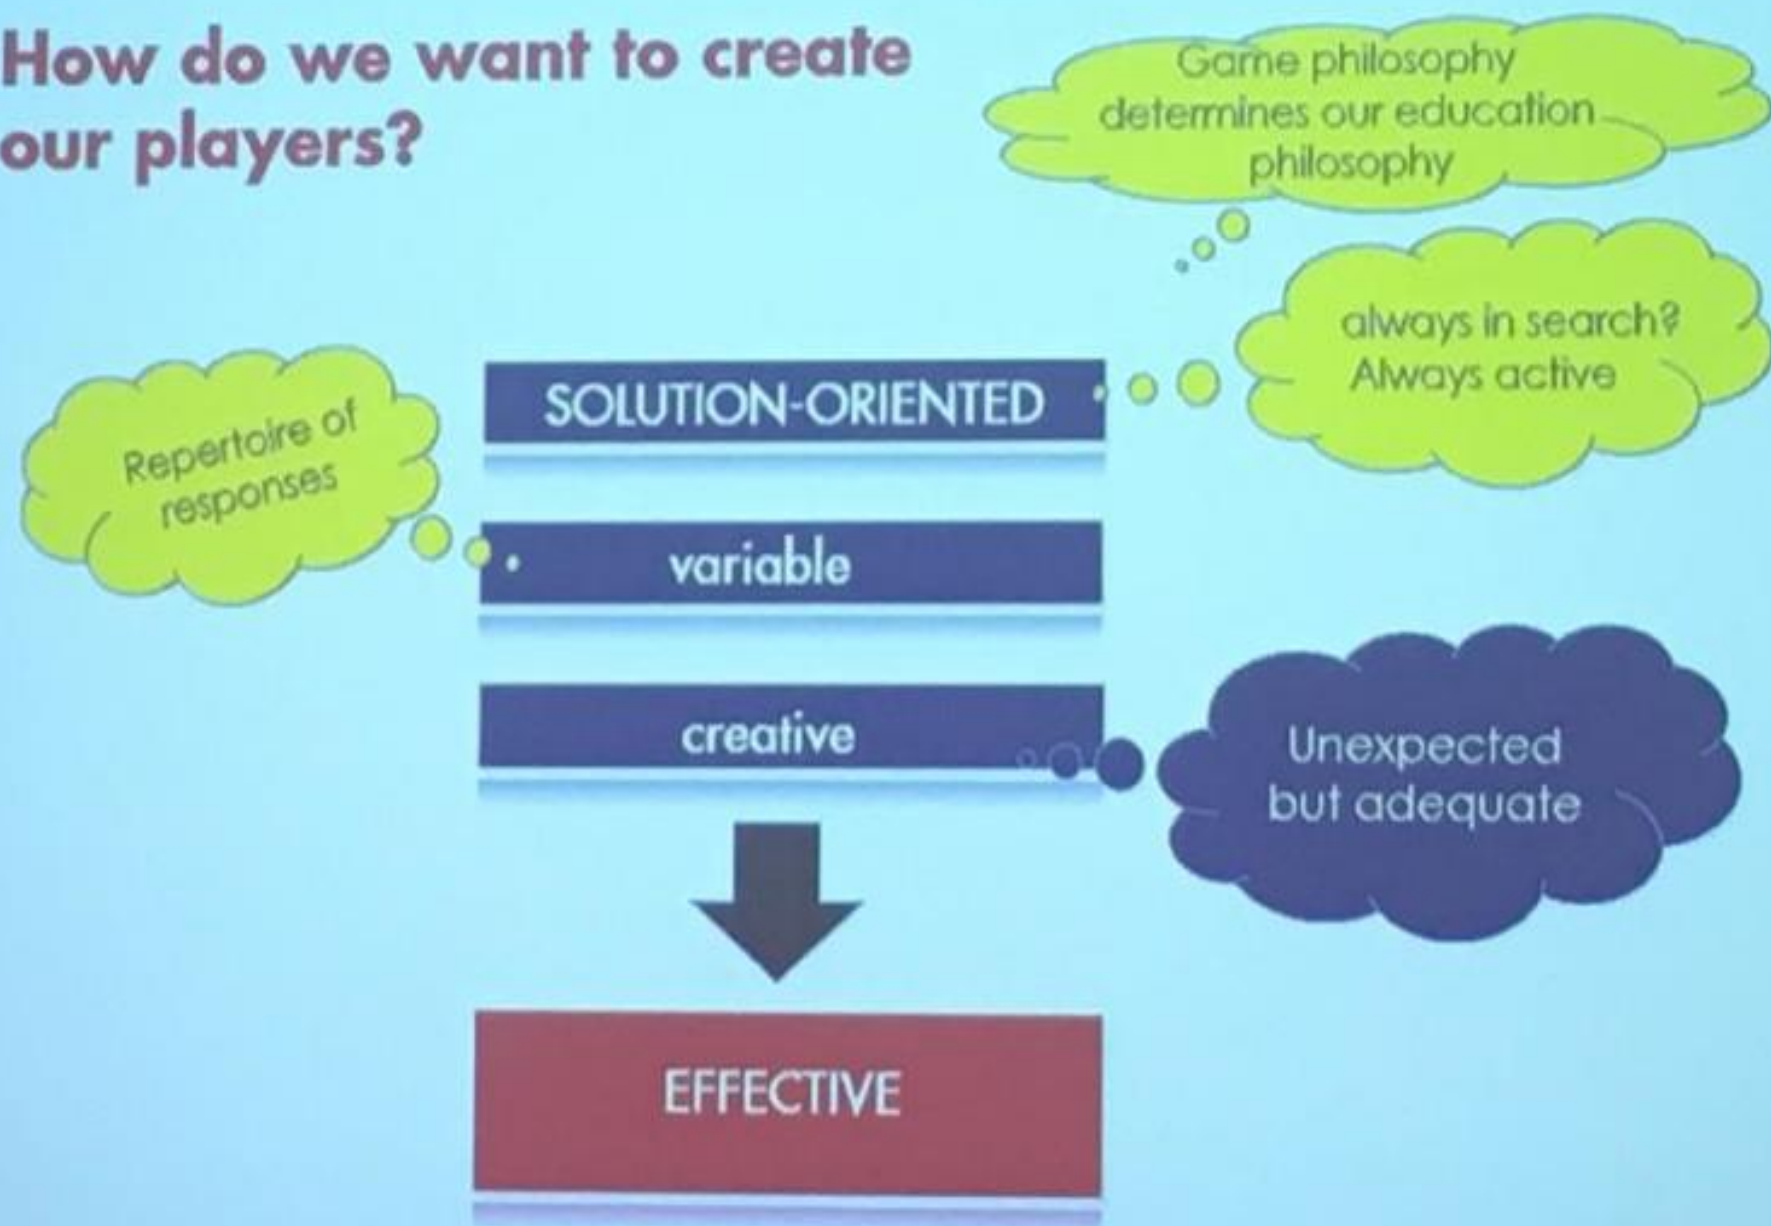 How do we want to create
our players?
Game philosophy
determines our education
philosophy
always in search?
Always active
SOLUTION-ORIENTED
Repertoire of
responses
variable
creative
Unexpected
but adequate
EFFECTIVE